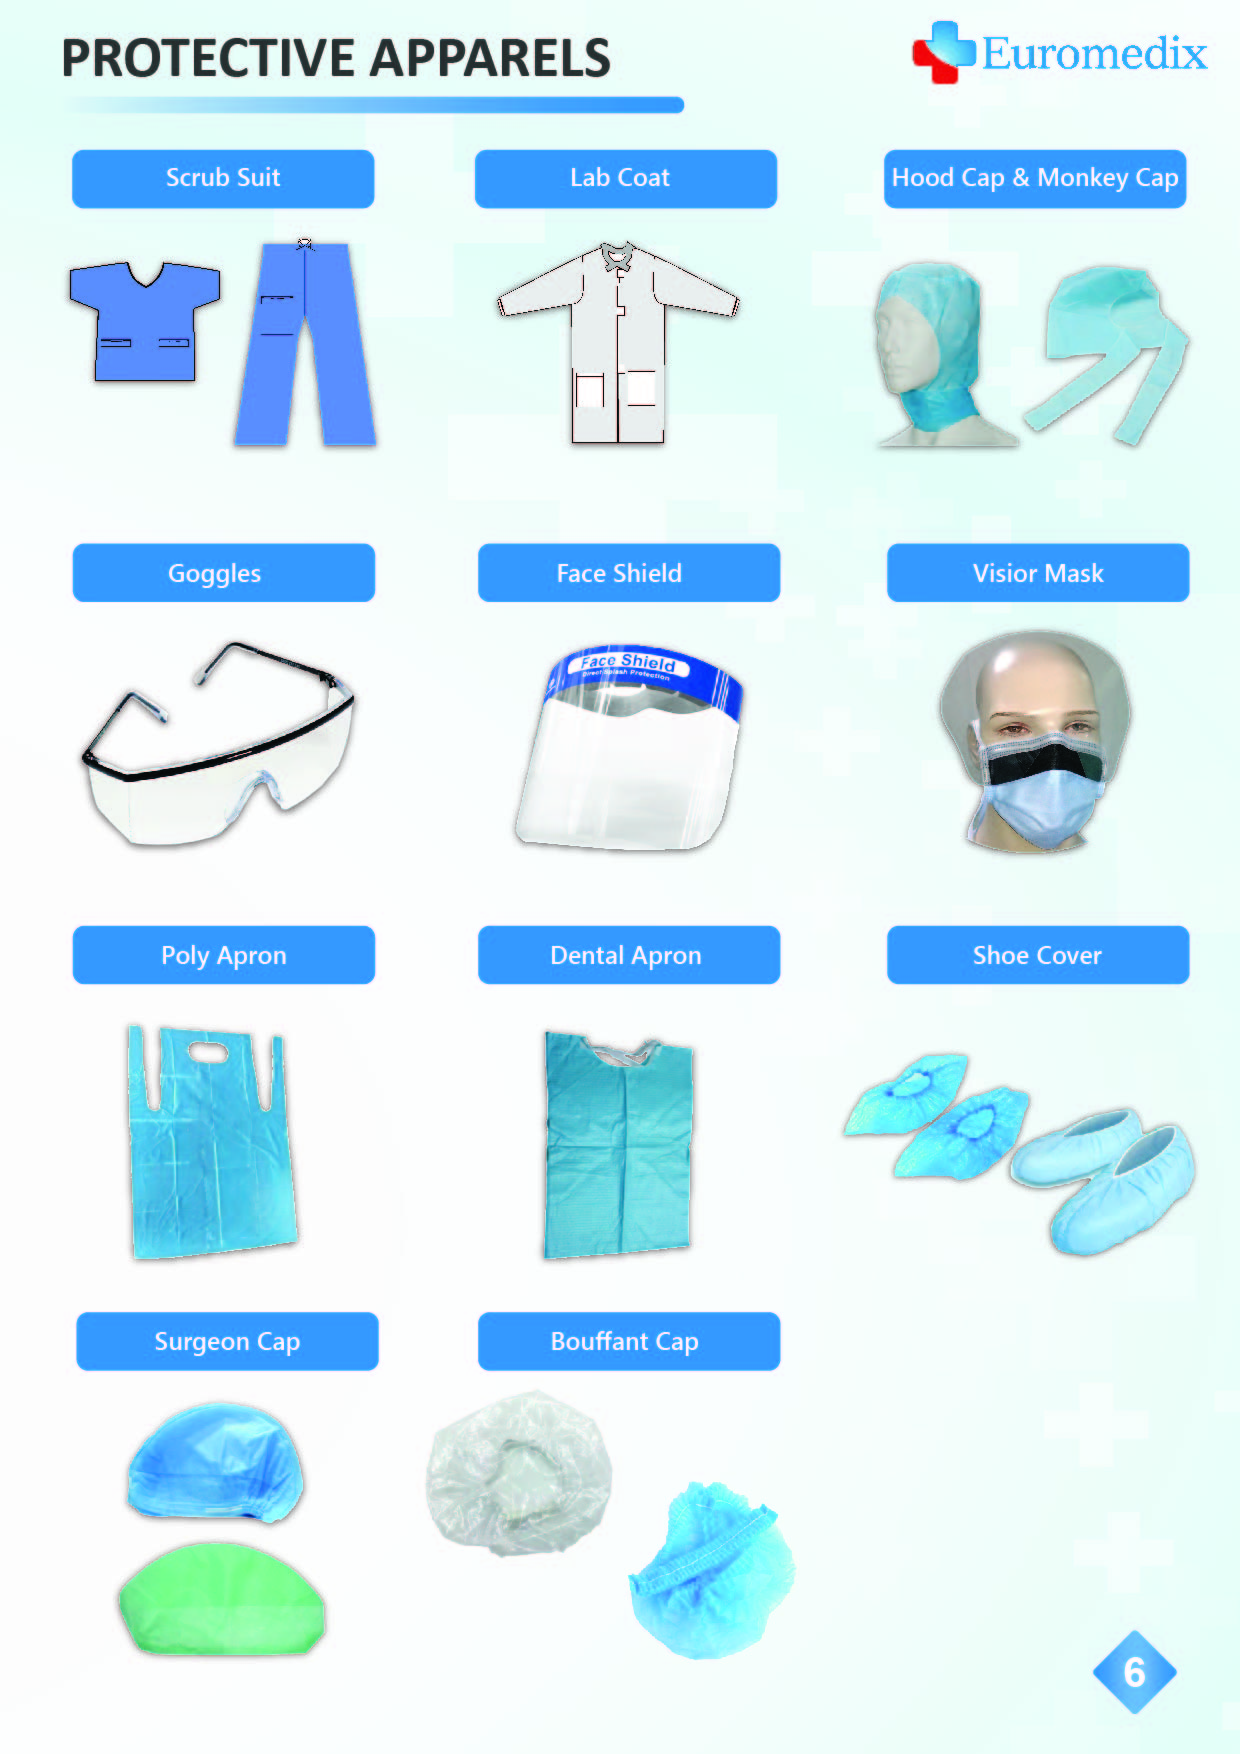 PROTECTIVE APPARELS
Euromedix
Scrub Suit
Lab Coat
Hood Cap & Monkey Cap
Goggles
Face Shield
Visior Mask
Face Shield
Direct Splash Protection
Poly Apron
Dental Apron
Shoe Cover
Surgeon Cap
Bouffant Cap
6